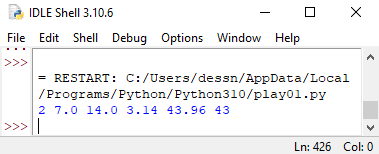 IDLE Shell 3.10.6
File Edit Shell Debug Options Window Help
>>>
= RESTART: C:/Users/dessn/AppData/Local
/Programs/Python/Python310/play01.py
2 7.0 14.0 3.14 43.96 43
>>>
Ln: 426 Col: 0